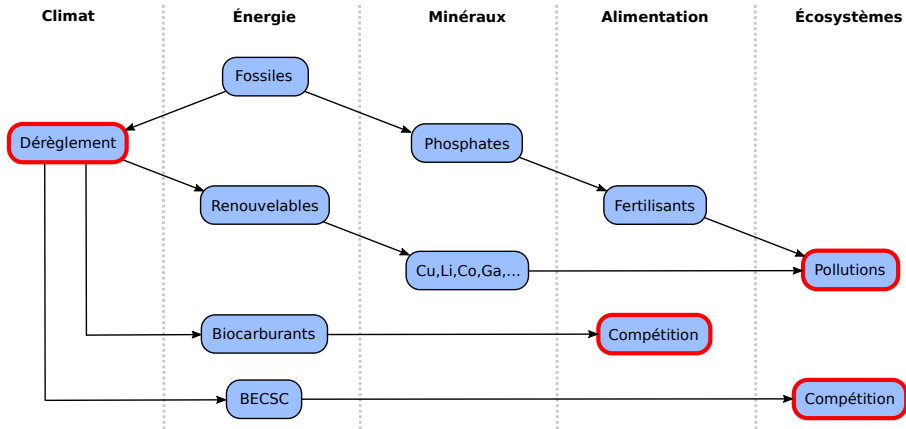 Climat
Énergie
Minéraux
Alimentation
Écosystèmes
Fossiles
Dérèglement
Phosphates
Renouvelables
Fertilisants
Cu,Li,Co,Ga,...
Pollutions
Biocarburants
Compétition
BECSC
Compétition